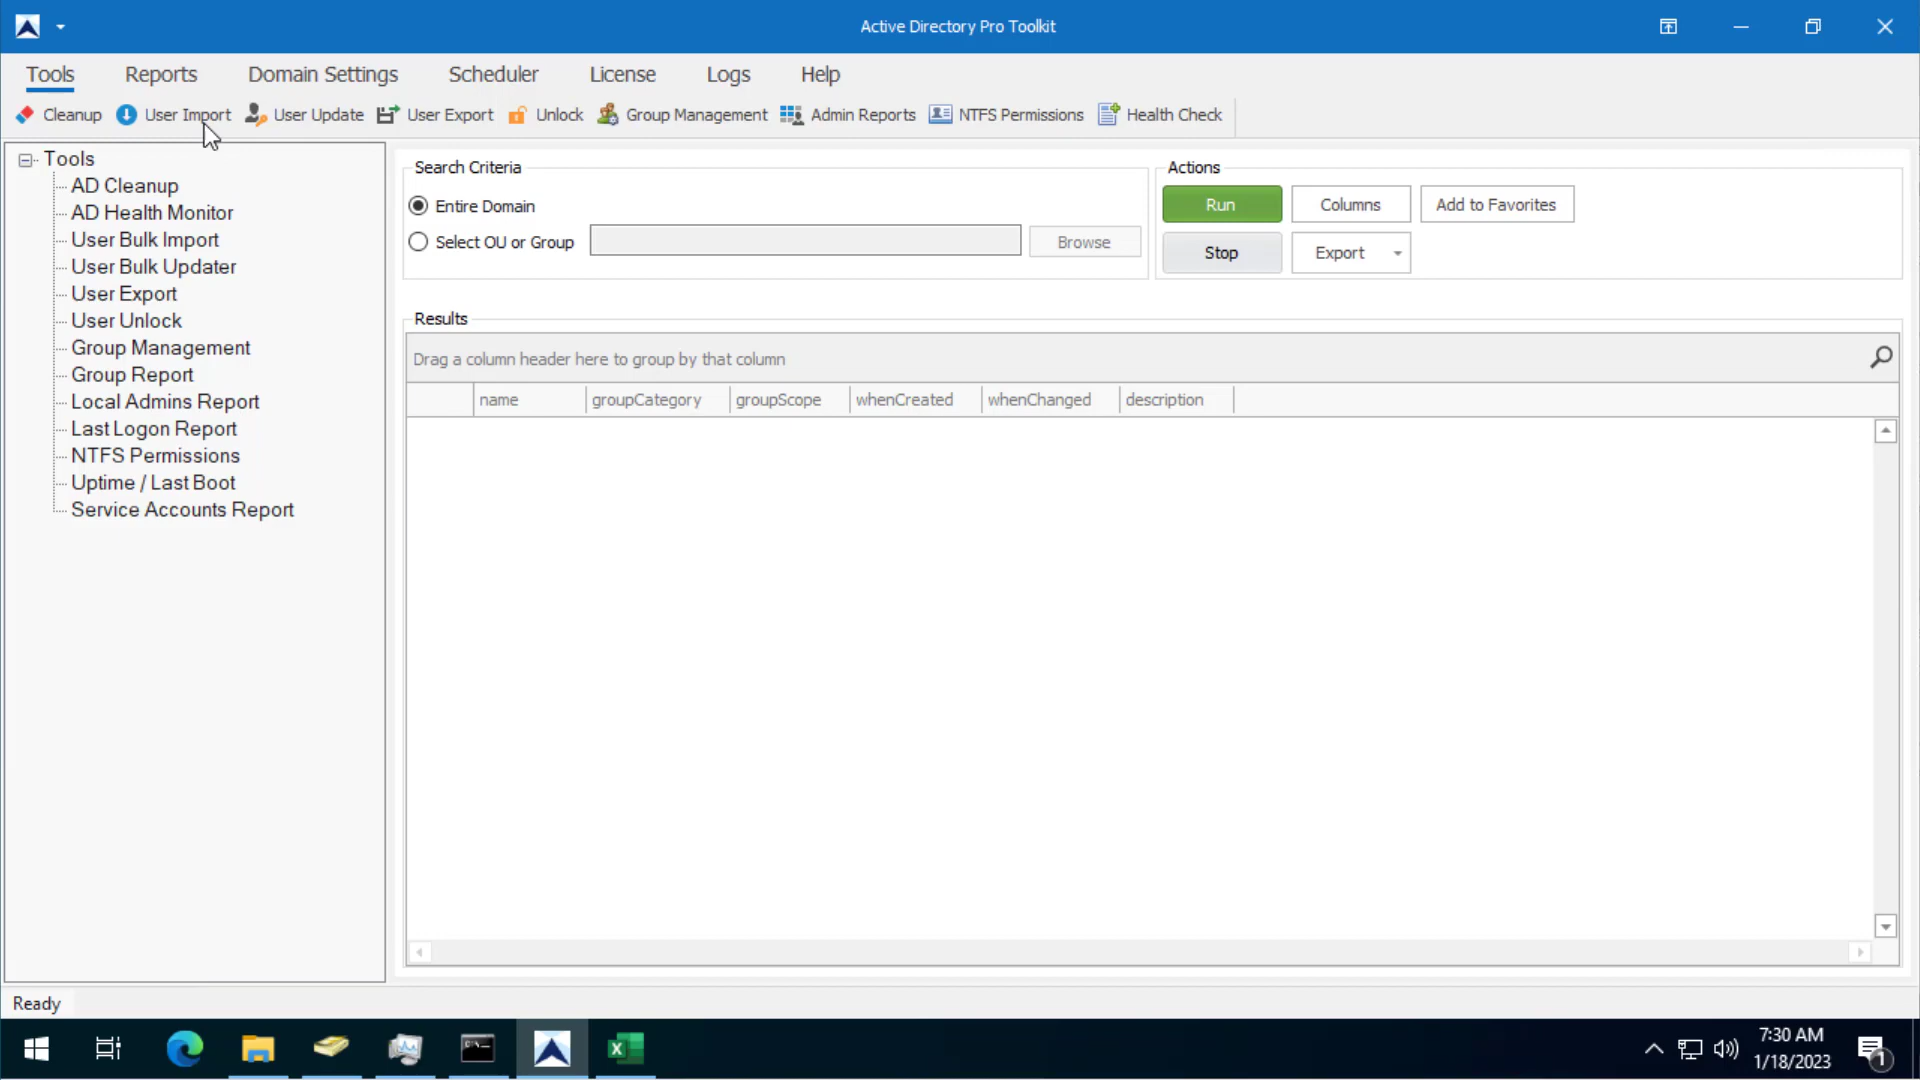 Active Directory Pro Toolkit
Tools Reports Domain Settings Scheduler License Logs Help
Cleanup User Import User Update User Export Unlock Group Management Admin Reports NTFS Permissions Health Check
Tools
AD Cleanup
AD Health Monitor
User Bulk Import
User Bulk Updater
User Export
User Unlock
Group Management
Group Report
Local Admins Report
Last Logon Report
NTFS Permissions
Uptime / Last Boot
Service Accounts Report
Search Criteria
Entire Domain
Select OU or Group Browse
Actions
Run Columns Add to Favorites
Stop Export
Results
Drag a column header here to group by that column
name groupCategory groupScope whenCreated whenChanged description
Ready
7:30 AM
1/18/2023
1